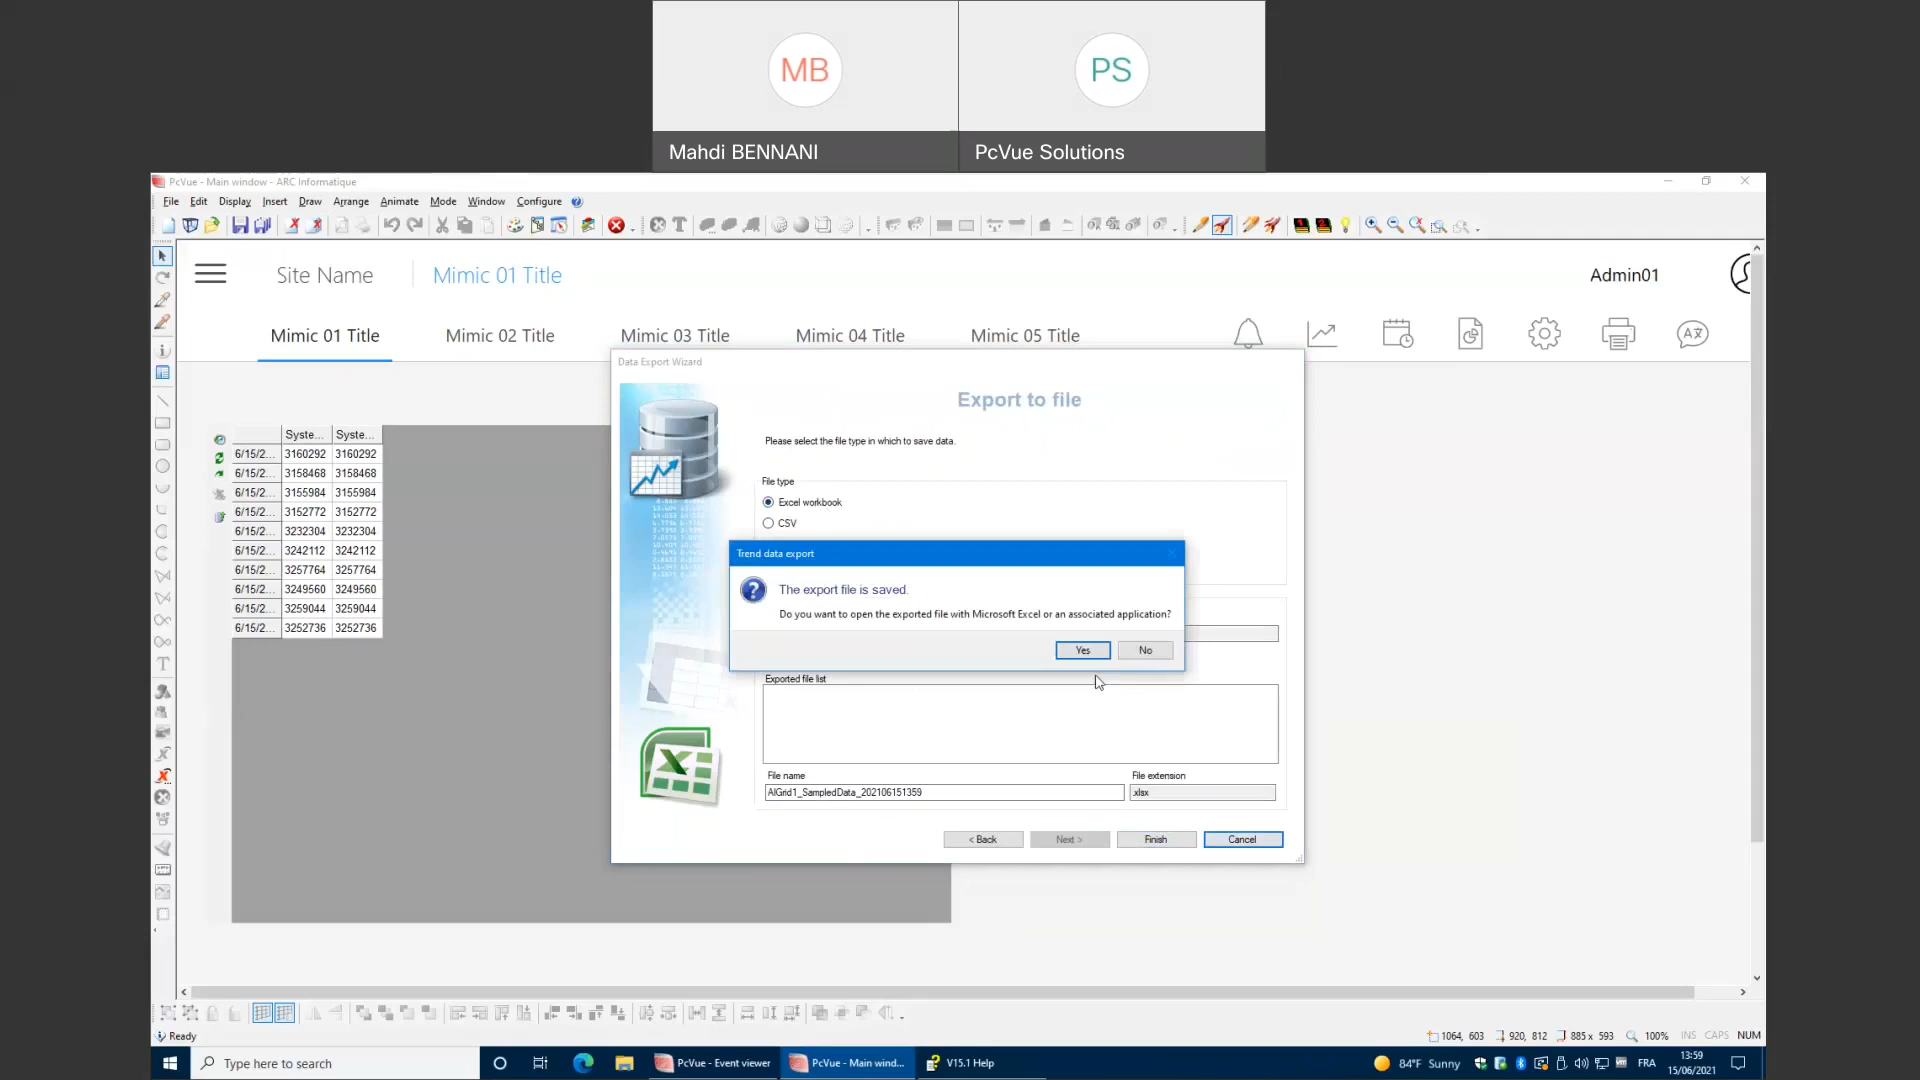 MB
PS
Mahdi BENNANI
PcVue Solutions
PcVue - Main window - ARC Informatique
File Edit Display Insert Draw Arrange Animate Mode Window Configure
Site Name
Mimic 01 Title
Admin01
Mimic 01 Title
Mimic 02 Title
Mimic 03 Title
Mimic 04 Title
Mimic 05 Title
Data Export Wizard
Export to file
Please select the file type in which to save data.
File type
Excel workbook
CSV
Syste... Syste...
6/15/2... 3160292 3160292
6/15/2... 3158468 3158468
6/15/2... 3155984 3155984
6/15/2... 3152772 3152772
6/15/2... 3232304 3232304
6/15/2... 3242112 3242112
6/15/2... 3257764 3257764
6/15/2... 3249560 3249560
6/15/2... 3259044 3259044
6/15/2... 3252736 3252736
Trend data export
The export file is saved.
Do you want to open the exported file with Microsoft Excel or an associated application?
Yes
No
Exported file list
File name
File extension
AIGrid1_SampledData_202106151359
.xlsx
< Back
Next >
Finish
Cancel
Ready
1064, 603
920, 812
885 x 593
100%
INS CAPS NUM
Type here to search
PcVue - Event viewer
PcVue - Main wind...
V15.1 Help
84°F Sunny
FRA
13:59
15/06/2021